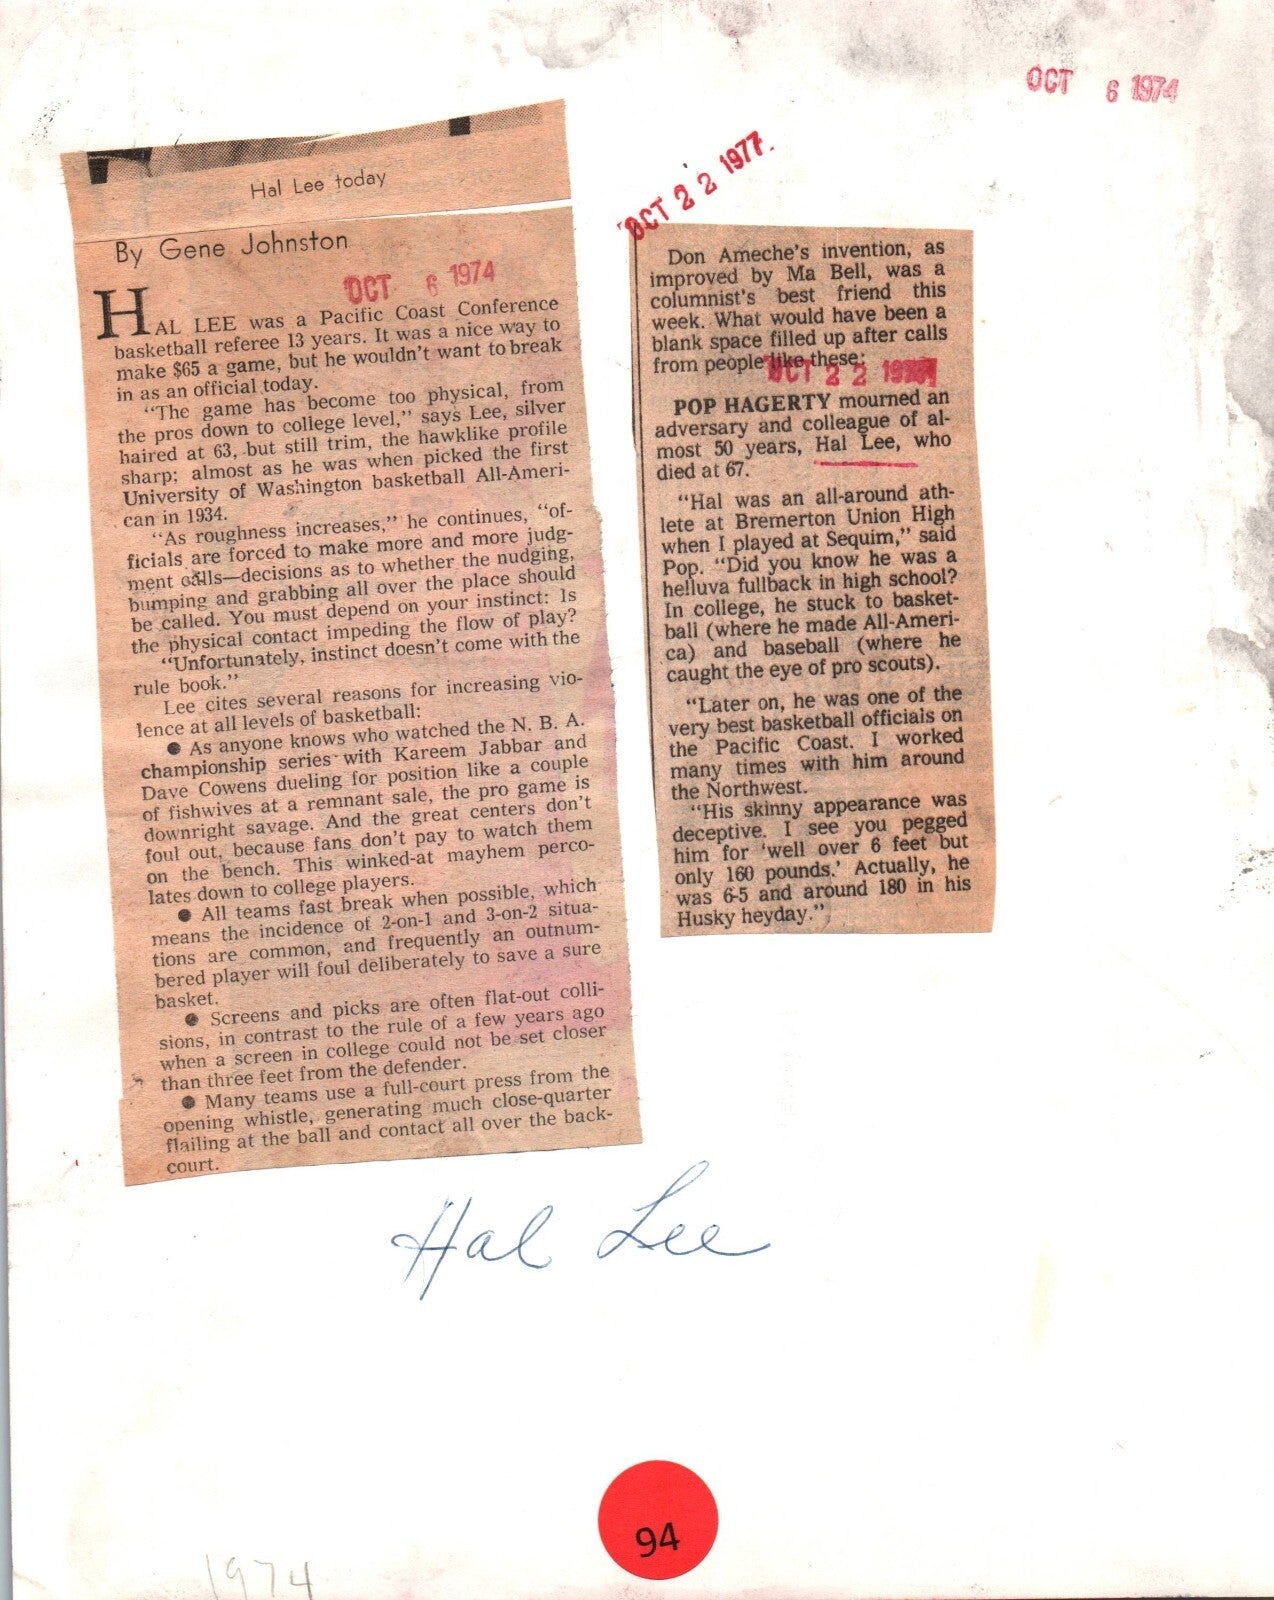 OCT 6 1974
OCT 2 2 1977
Hal Lee today
By Gene Johnston
OCT 6 1974
HAL LEE was a Pacific Coast Conference
basketball referee 13 years. It was a nice way to
make $65 a game, but he wouldn't want to break
in as an official today.
"The game has become too physical, from
the pros down to college level," says Lee, silver
haired at 63, but still trim, the hawklike profile
sharp; almost as he was when picked the first
University of Washington basketball All-Ameri-
can in 1934.
"As roughness increases," he continues, "of-
ficials are forced to make more and more judg-
ment calls—decisions as to whether the nudging,
bumping and grabbing all over the place should
be called. You must depend on your instinct: Is
the physical contact impeding the flow of play?
"Unfortunately, instinct doesn't come with the
rule book."
Lee cites several reasons for increasing vio-
lence at all levels of basketball:
● As anyone knows who watched the N. B. A.
championship series with Kareem Jabbar and
Dave Cowens dueling for position like a couple
of fishwives at a remnant sale, the pro game is
downright savage. And the great centers don't
foul out, because fans don't pay to watch them
on the bench. This winked-at mayhem perco-
lates down to college players.
● All teams fast break when possible, which
means the incidence of 2-on-1 and 3-on-2 situa-
tions are common, and frequently an outnum-
bered player will foul deliberately to save a sure
basket.
● Screens and picks are often flat-out colli-
sions, in contrast to the rule of a few years ago
when a screen in college could not be set closer
than three feet from the defender.
● Many teams use a full-court press from the
opening whistle, generating much close-quarter
flailing at the ball and contact all over the back-
court.
Don Ameche's invention, as
improved by Ma Bell, was a
columnist's best friend this
week. What would have been a
blank space filled up after calls
from people like these:
OCT 2 2 197
POP HAGERTY mourned an
adversary and colleague of al-
most 50 years, Hal Lee, who
died at 67.
"Hal was an all-around ath-
lete at Bremerton Union High
when I played at Sequim," said
Pop. "Did you know he was a
helluva fullback in high school?
In college, he stuck to basket-
ball (where he made All-Ameri-
ca) and baseball (where he
caught the eye of pro scouts).
"Later on, he was one of the
very best basketball officials on
the Pacific Coast. I worked
many times with him around
the Northwest.
"His skinny appearance was
deceptive. I see you pegged
him for 'well over 6 feet but
only 160 pounds.' Actually, he
was 6-5 and around 180 in his
Husky heyday."
Hal Lee
94
1974